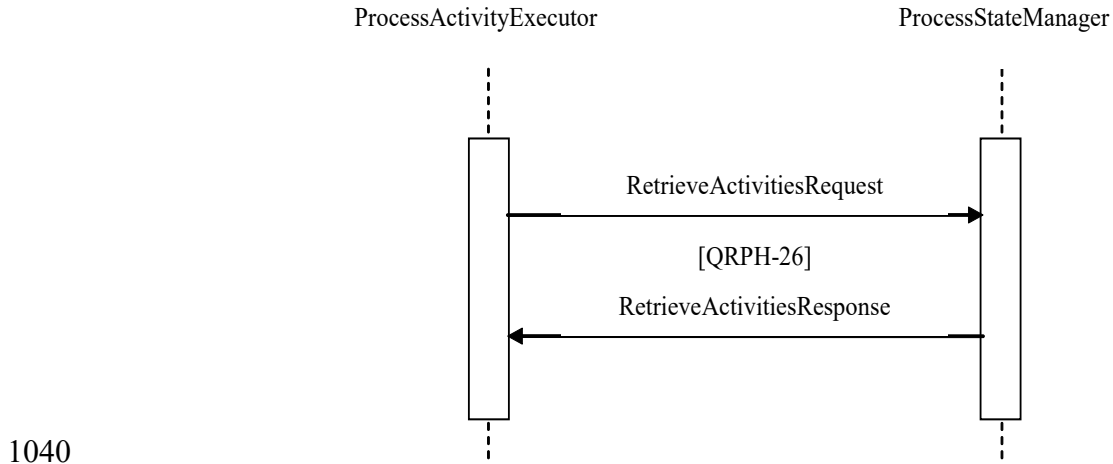 ProcessActivityExecutor ProcessStateManager
RetrieveActivitiesRequest
[QRPH-26]
RetrieveActivitiesResponse
1040